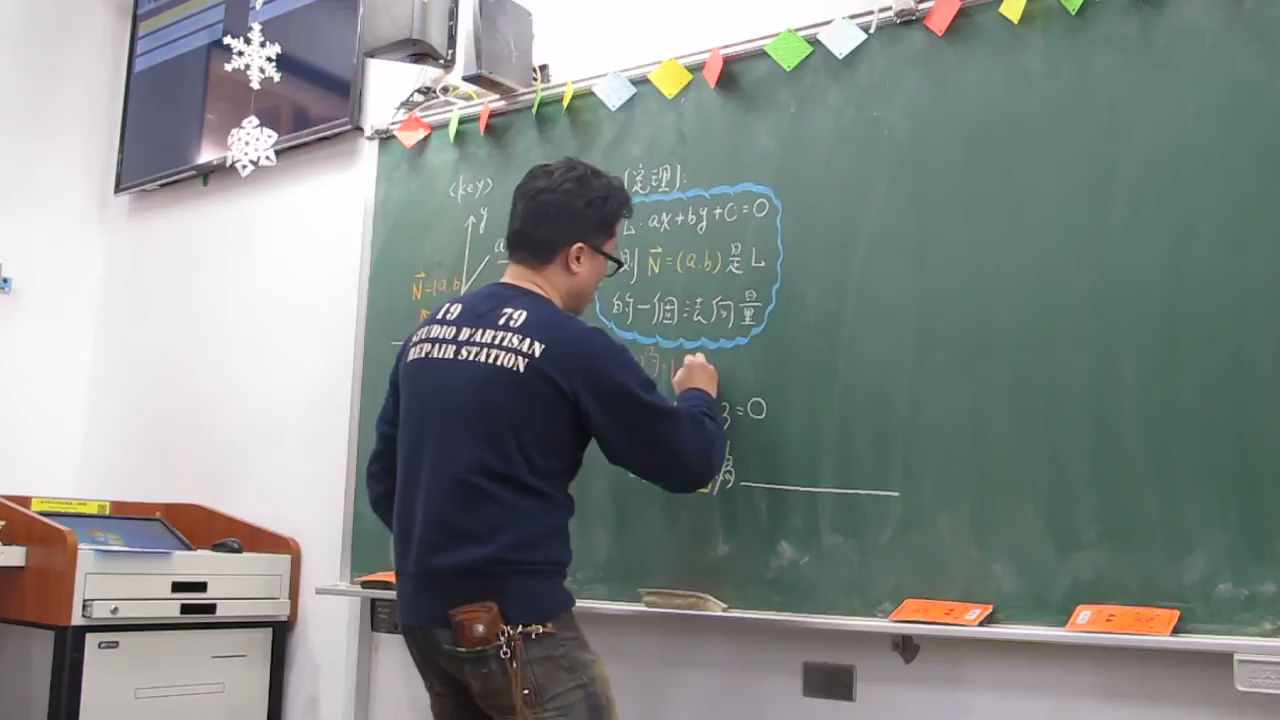 <key>
y
a
N=(a.b
[定理]:
L:ax+by+c=0
則 N=(a.b)是L
的一個法向量
3=0
19 79
STUDIO D'ARTISAN
REPAIR STATION